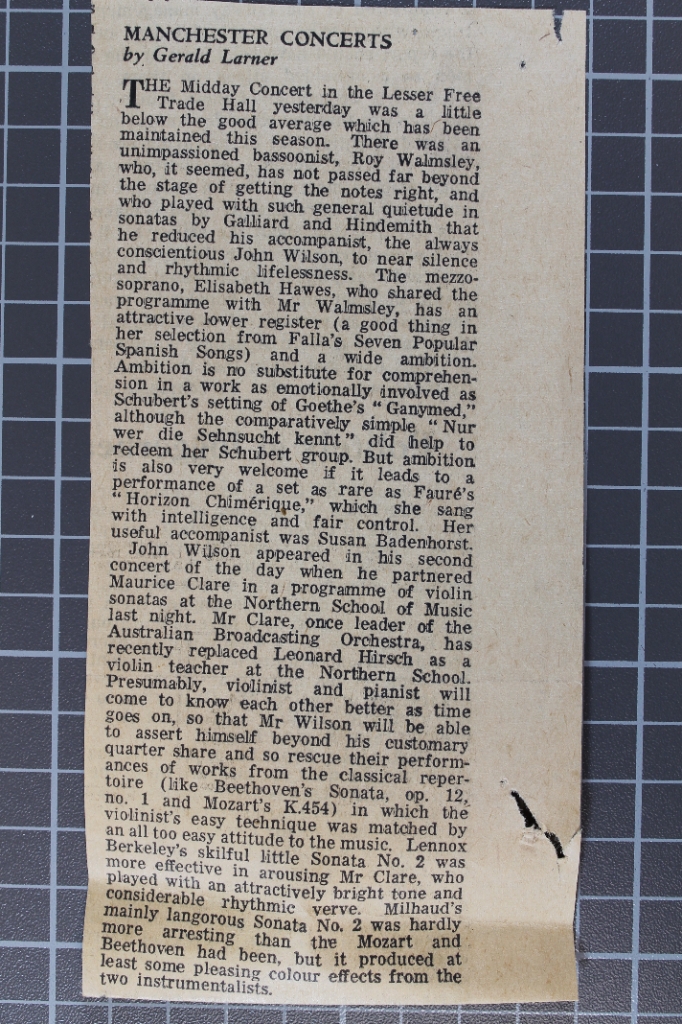 MANCHESTER CONCERTS
by Gerald Larner
THE Midday Concert in the Lesser Free
Trade Hall yesterday was a little
below the good average which has been
maintained this season. There was an
unimpassioned bassoonist, Roy Walmsley,
who, it seemed, has not passed far beyond
the stage of getting the notes right, and
who played with such general quietude in
sonatas by Galliard and Hindemith that
he reduced his accompanist, the always
conscientious John Wilson, to near silence
and rhythmic lifelessness. The mezzo-
soprano, Elisabeth Hawes, who shared the
programme with Mr Walmsley, has an
attractive lower register (a good thing in
her selection from Falla's Seven Popular
Spanish Songs) and a wide ambition.
Ambition is no substitute for comprehen-
sion in a work as emotionally involved as
Schubert's setting of Goethe's "Ganymed,"
although the comparatively simple "Nur
wer die Sehnsucht kennt" did help to
redeem her Schubert group. But ambition
is also very welcome if it leads to a
performance of a set as rare as Fauré's
"Horizon Chimérique," which she sang
with intelligence and fair control. Her
useful accompanist was Susan Badenhorst.
John Wilson appeared in his second
concert of the day when he partnered
Maurice Clare in a programme of violin
sonatas at the Northern School of Music
last night. Mr Clare, once leader of the
Australian Broadcasting Orchestra, has
recently replaced Leonard Hirsch as a
violin teacher at the Northern School.
Presumably, violinist and pianist will
come to know each other better as time
goes on, so that Mr Wilson will be able
to assert himself beyond his customary
quarter share and so rescue their perform-
ances of works from the classical reper-
toire (like Beethoven's Sonata, op. 12,
no. 1 and Mozart's K.454) in which the
violinist's easy technique was matched by
an all too easy attitude to the music. Lennox
Berkeley's skilful little Sonata No. 2 was
more effective in arousing Mr Clare, who
played with an attractively bright tone and
considerable rhythmic verve. Milhaud's
mainly langorous Sonata No. 2 was hardly
more arresting than the Mozart and
Beethoven had been, but it produced at
least some pleasing colour effects from the
two instrumentalists.